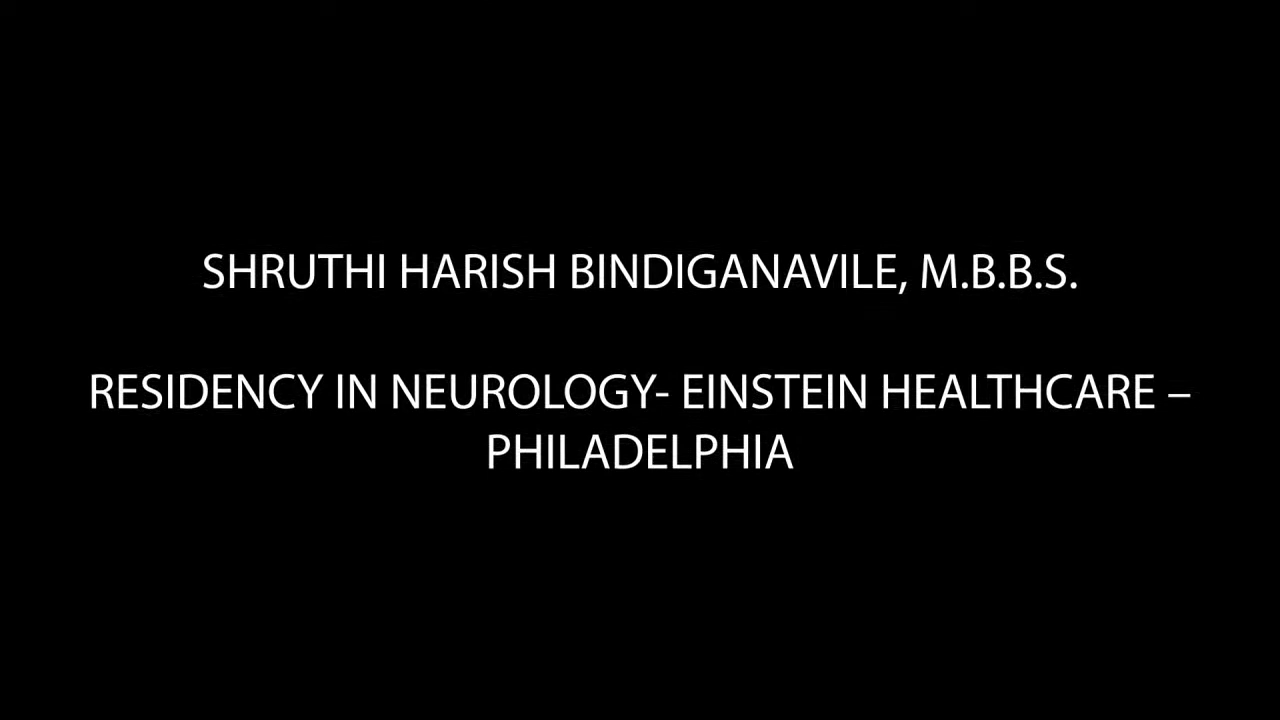 SHRUTHI HARISH BINDIGANAVILE, M.B.B.S.
RESIDENCY IN NEUROLOGY- EINSTEIN HEALTHCARE –
PHILADELPHIA